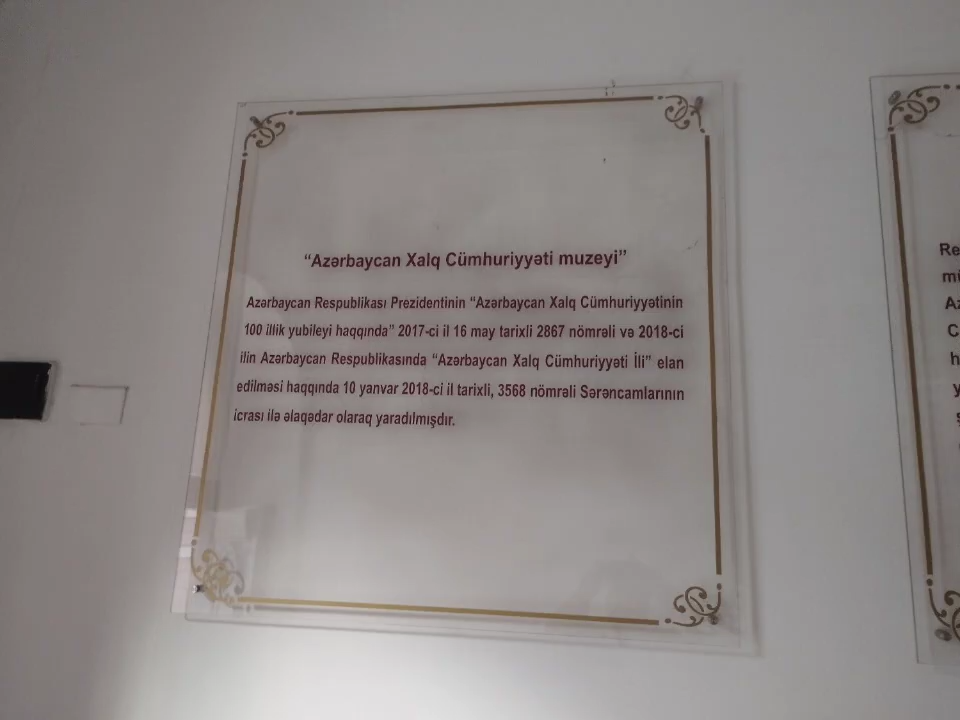 “Azərbaycan Xalq Cümhuriyyəti muzeyi”
Azərbaycan Respublikası Prezidentinin “Azərbaycan Xalq Cümhuriyyətinin
100 illik yubileyi haqqında” 2017-ci il 16 may tarixli 2867 nömrəli və 2018-ci
ilin Azərbaycan Respublikasında “Azərbaycan Xalq Cümhuriyyəti İli” elan
edilməsi haqqında 10 yanvar 2018-ci il tarixli, 3568 nömrəli Sərəncamlarının
icrası ilə əlaqədar olaraq yaradılmışdır.